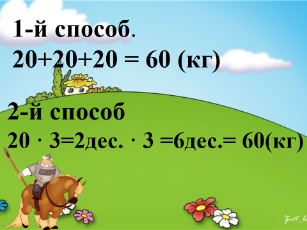 1-й способ.
20+20+20 = 60 (кг)
2-й способ
20 · 3=2дес. · 3 =6дес.= 60(кг)